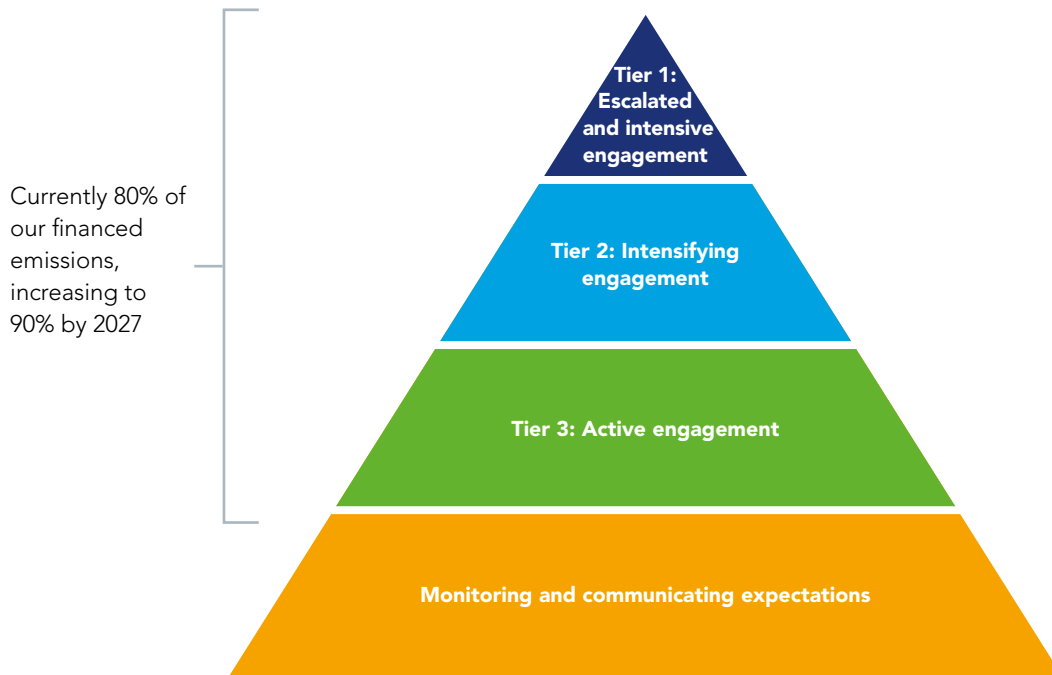 Tier 1:
Escalated
and intensive
engagement
Currently 80% of
our financed
emissions,
increasing to
90% by 2027
Tier 2: Intensifying
engagement
Tier 3: Active engagement
Monitoring and communicating expectations